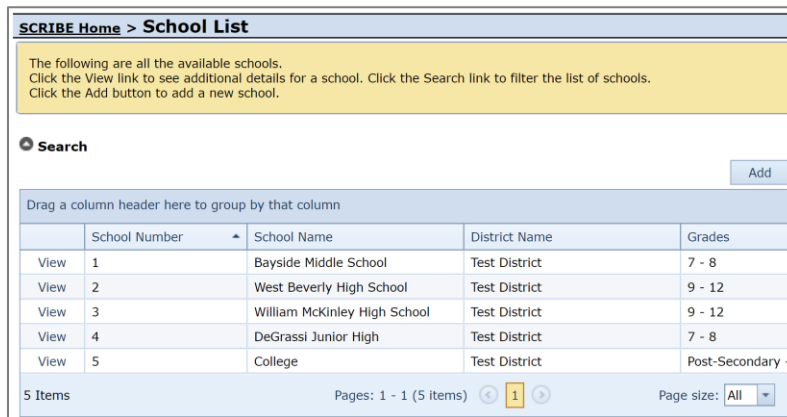 SCRIBE Home > School List
The following are all the available schools.
Click the View link to see additional details for a school. Click the Search link to filter the list of schools.
Click the Add button to add a new school.
Search
Add
Drag a column header here to group by that column
School Number School Name District Name Grades
View 1 Bayside Middle School Test District 7 - 8
View 2 West Beverly High School Test District 9 - 12
View 3 William McKinley High School Test District 9 - 12
View 4 DeGrassi Junior High Test District 7 - 8
View 5 College Test District Post-Secondary -
5 Items Pages: 1 - 1 (5 items) 1 Page size: All